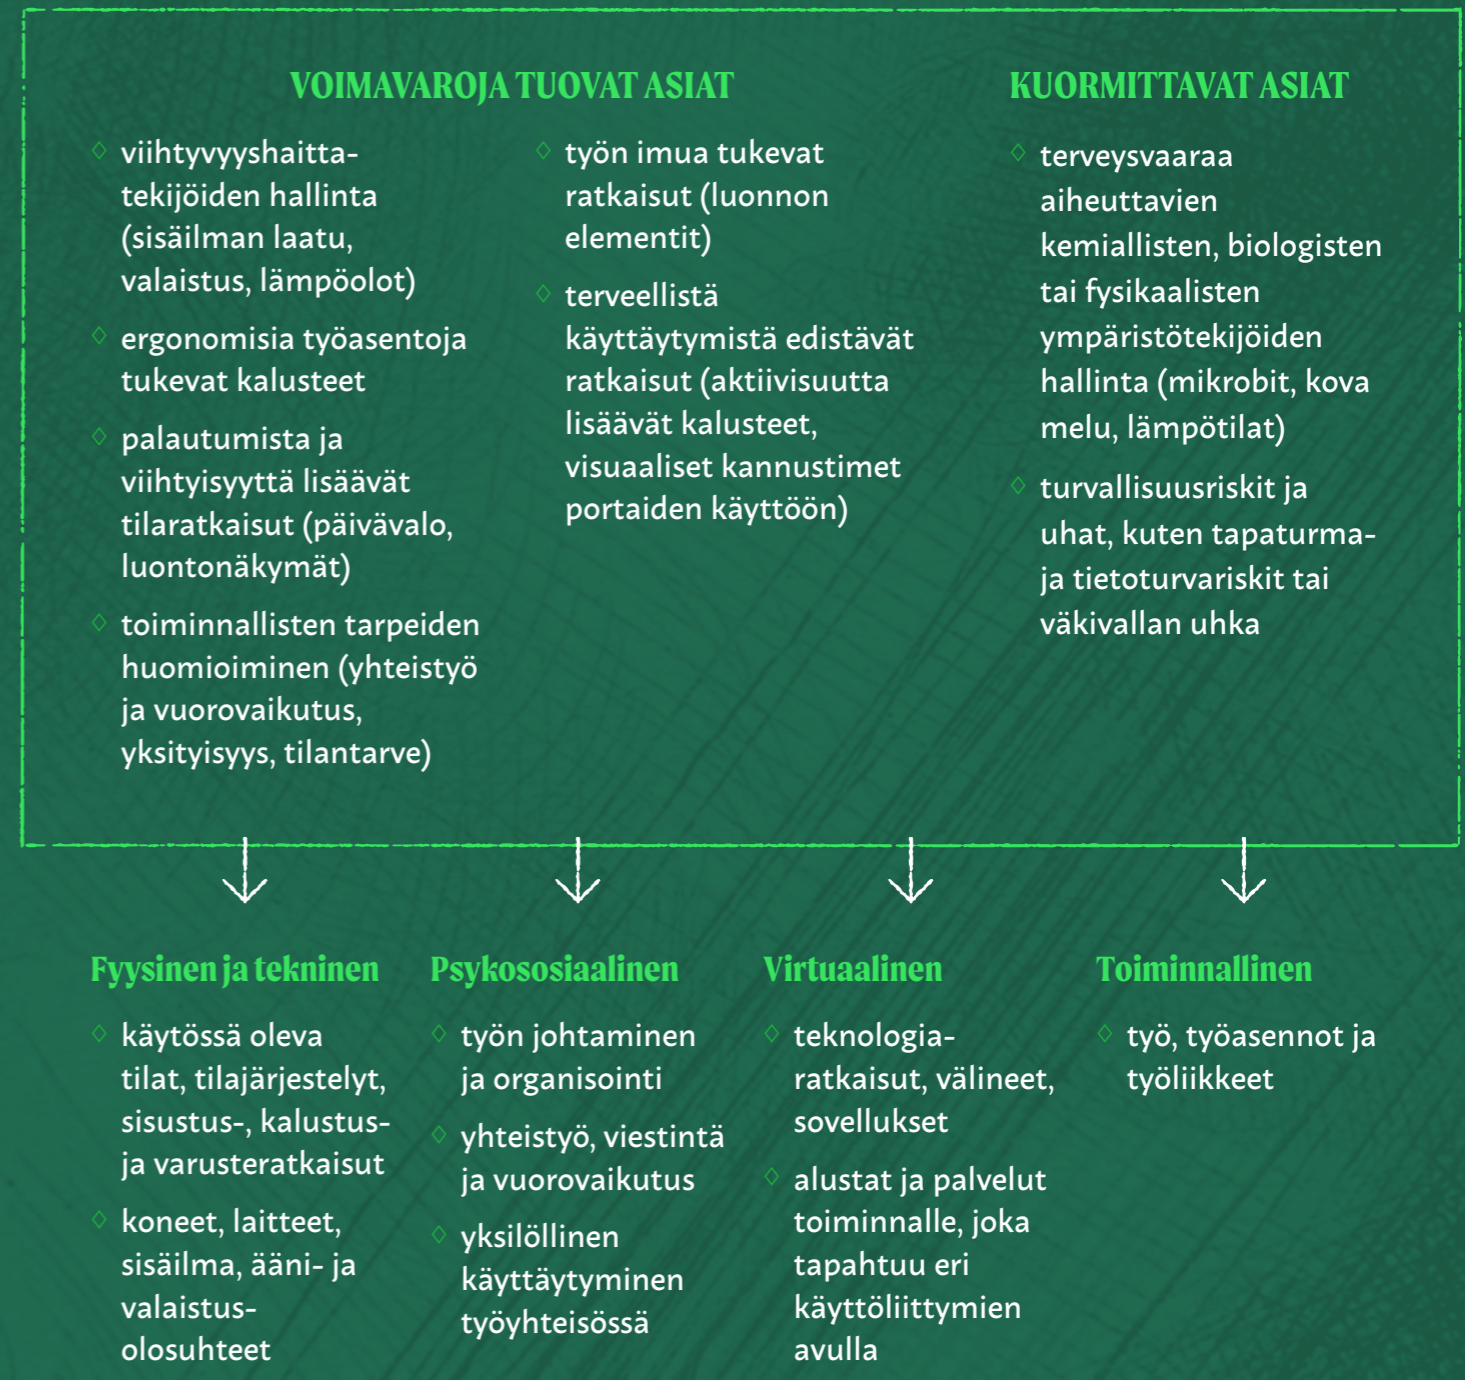 VOIMAVAROJA TUOVAT ASIAT
viihtyvyyshaitta-
tekijöiden hallinta
(sisäilman laatu,
valaistus, lämpöolot)
ergonomisia työasentoja
tukevat kalusteet
palautumista ja
viihtyisyyttä lisäävät
tilaratkaisut (päivävalo,
luontonäkymät)
toiminnallisten tarpeiden
huomioiminen (yhteistyö
ja vuorovaikutus,
yksityisyys, tilantarve)
työn imua tukevat
ratkaisut (luonnon
elementit)
terveellistä
käyttäytymistä edistävät
ratkaisut (aktiivisuutta
lisäävät kalusteet,
visuaaliset kannustimet
portaiden käyttöön)
KUORMITTAVAT ASIAT
terveysvaaraa
aiheuttavien
kemiallisten, biologisten
tai fysikaalisten
ympäristötekijöiden
hallinta (mikrobit, kova
melu, lämpötilat)
turvallisuusriskit ja
uhat, kuten tapaturma-
ja tietoturvariskit tai
väkivallan uhka
Fyysinen ja tekninen
käytössä oleva
tilat, tilajärjestelyt,
sisustus-, kalustus-
ja varusteratkaisut
koneet, laitteet,
sisäilma, ääni- ja
valaistus-
olosuhteet
Psykososiaalinen
työn johtaminen
ja organisointi
yhteistyö, viestintä
ja vuorovaikutus
yksilöllinen
käyttäytyminen
työyhteisössä
Virtuaalinen
teknologia-
ratkaisut, välineet,
sovellukset
alustat ja palvelut
toiminnalle, joka
tapahtuu eri
käyttöliittymien
avulla
Toiminnallinen
työ, työasennot ja
työliikkeet